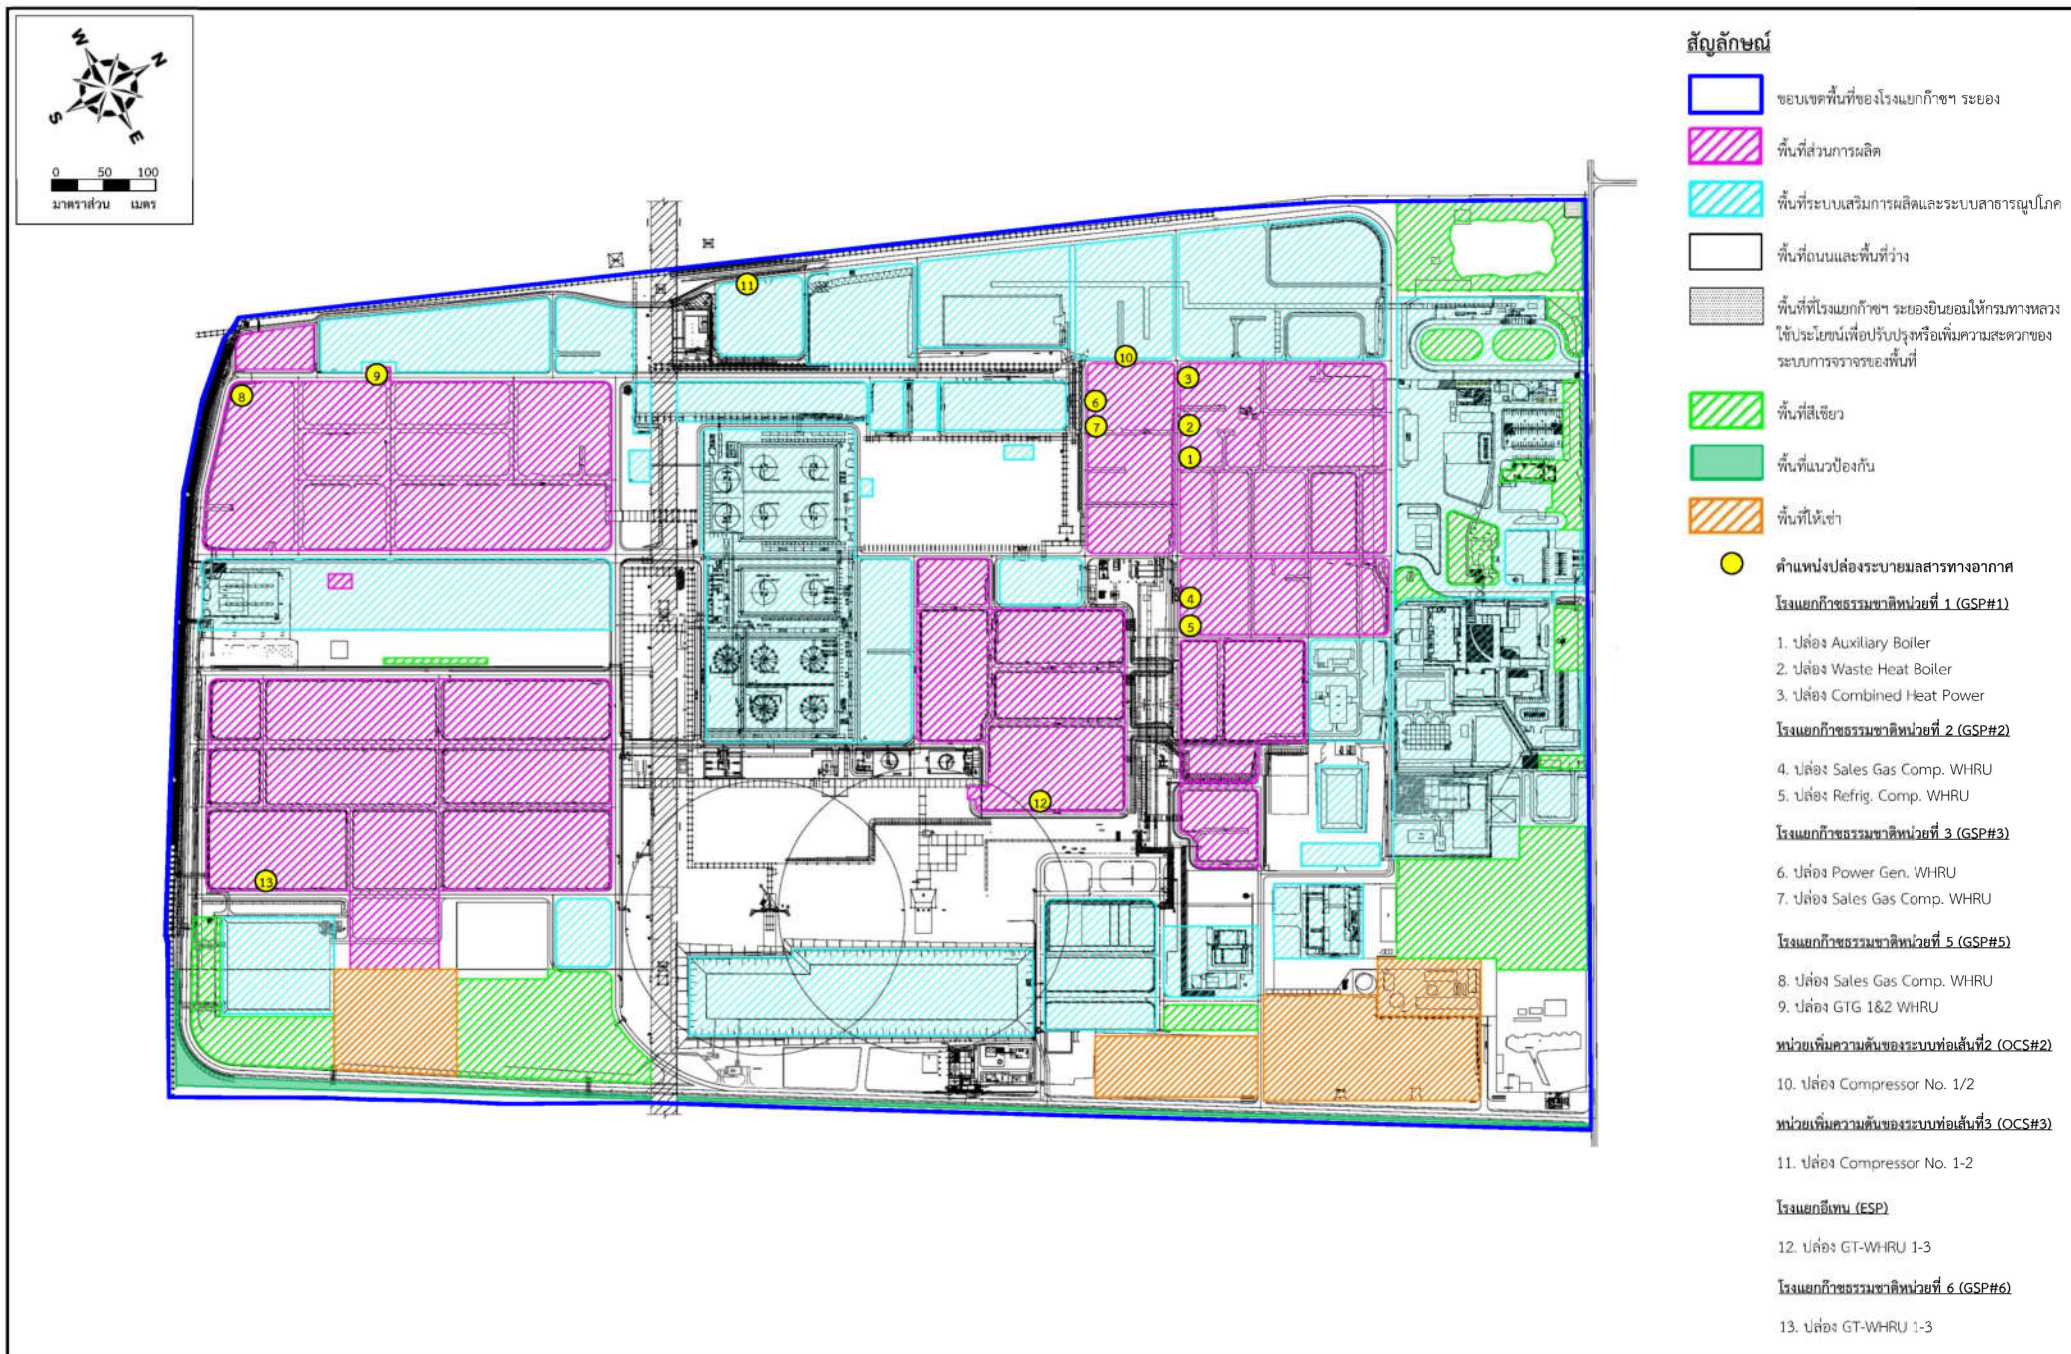 W
N
S
E
0 50 100
มาตราส่วน เมตร
สัญลักษณ์
ขอบเขตพื้นที่ของโรงแยกก๊าซฯ ระยอง
พื้นที่ส่วนการผลิต
พื้นที่ระบบเสริมการผลิตและระบบสาธารณูปโภค
พื้นที่ถนนและพื้นที่ว่าง
พื้นที่ที่โรงแยกก๊าซฯ ระยองยินยอมให้กรมทางหลวง
ใช้ประโยชน์เพื่อปรับปรุงหรือเพิ่มความสะดวกของ
ระบบการจราจรของพื้นที่
พื้นที่สีเขียว
พื้นที่แนวป้องกัน
พื้นที่ให้เช่า
ตำแหน่งปล่องระบายมลสารทางอากาศ
โรงแยกก๊าซธรรมชาติหน่วยที่ 1 (GSP#1)
1. ปล่อง Auxiliary Boiler
2. ปล่อง Waste Heat Boiler
3. ปล่อง Combined Heat Power
โรงแยกก๊าซธรรมชาติหน่วยที่ 2 (GSP#2)
4. ปล่อง Sales Gas Comp. WHRU
5. ปล่อง Refrig. Comp. WHRU
โรงแยกก๊าซธรรมชาติหน่วยที่ 3 (GSP#3)
6. ปล่อง Power Gen. WHRU
7. ปล่อง Sales Gas Comp. WHRU
โรงแยกก๊าซธรรมชาติหน่วยที่ 5 (GSP#5)
8. ปล่อง Sales Gas Comp. WHRU
9. ปล่อง GTG 1&2 WHRU
หน่วยเพิ่มความดันของระบบท่อเส้นที่2 (OCS#2)
10. ปล่อง Compressor No. 1/2
หน่วยเพิ่มความดันของระบบท่อเส้นที่3 (OCS#3)
11. ปล่อง Compressor No. 1-2
โรงแยกอีเทน (ESP)
12. ปล่อง GT-WHRU 1-3
โรงแยกก๊าซธรรมชาติหน่วยที่ 6 (GSP#6)
13. ปล่อง GT-WHRU 1-3
11
10
9
3
8
6
2
7
1
4
5
12
13